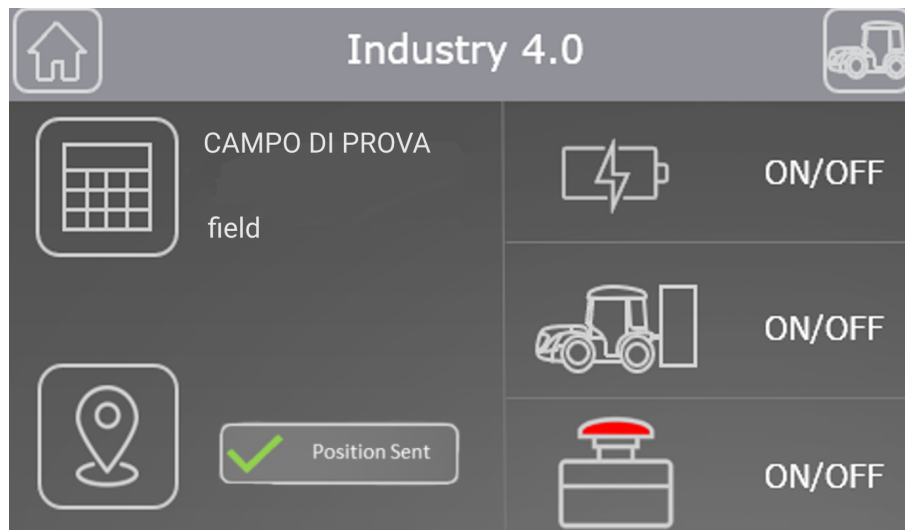 Industry 4.0
CAMPO DI PROVA
field
Position Sent
ON/OFF
ON/OFF
ON/OFF